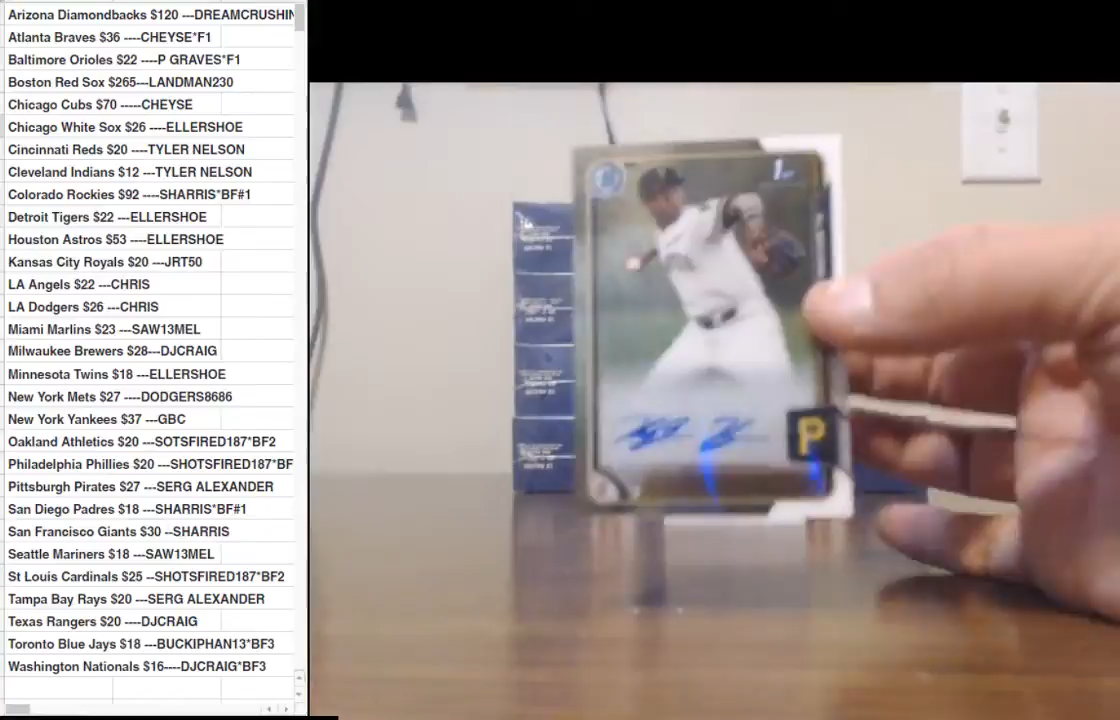 Arizona Diamondbacks $120 ---DREAMCRUSHIN
Atlanta Braves $36 ----CHEYSE*F1
Baltimore Orioles $22 ----P GRAVES*F1
Boston Red Sox $265---LANDMAN230
Chicago Cubs $70 -----CHEYSE
Chicago White Sox $26 ----ELLERSHOE
Cincinnati Reds $20 ----TYLER NELSON
Cleveland Indians $12 ---TYLER NELSON
Colorado Rockies $92 ----SHARRIS*BF#1
Detroit Tigers $22 ---ELLERSHOE
Houston Astros $53 ----ELLERSHOE
Kansas City Royals $20 ---JRT50
LA Angels $22 ---CHRIS
LA Dodgers $26 ---CHRIS
Miami Marlins $23 ---SAW13MEL
Milwaukee Brewers $28---DJCRAIG
Minnesota Twins $18 ----ELLERSHOE
New York Mets $27 ----DODGERS8686
New York Yankees $37 ---GBC
Oakland Athletics $20 ---SOTSFIRED187*BF2
Philadelphia Phillies $20 ---SHOTSFIRED187*BF
Pittsburgh Pirates $27 ----SERG ALEXANDER
San Diego Padres $18 ---SHARRIS*BF#1
San Francisco Giants $30 --SHARRIS
Seattle Mariners $18 ---SAW13MEL
St Louis Cardinals $25 --SHOTSFIRED187*BF2
Tampa Bay Rays $20 ---SERG ALEXANDER
Texas Rangers $20 ----DJCRAIG
Toronto Blue Jays $18 ---BUCKIPHAN13*BF3
Washington Nationals $16----DJCRAIG*BF3
P